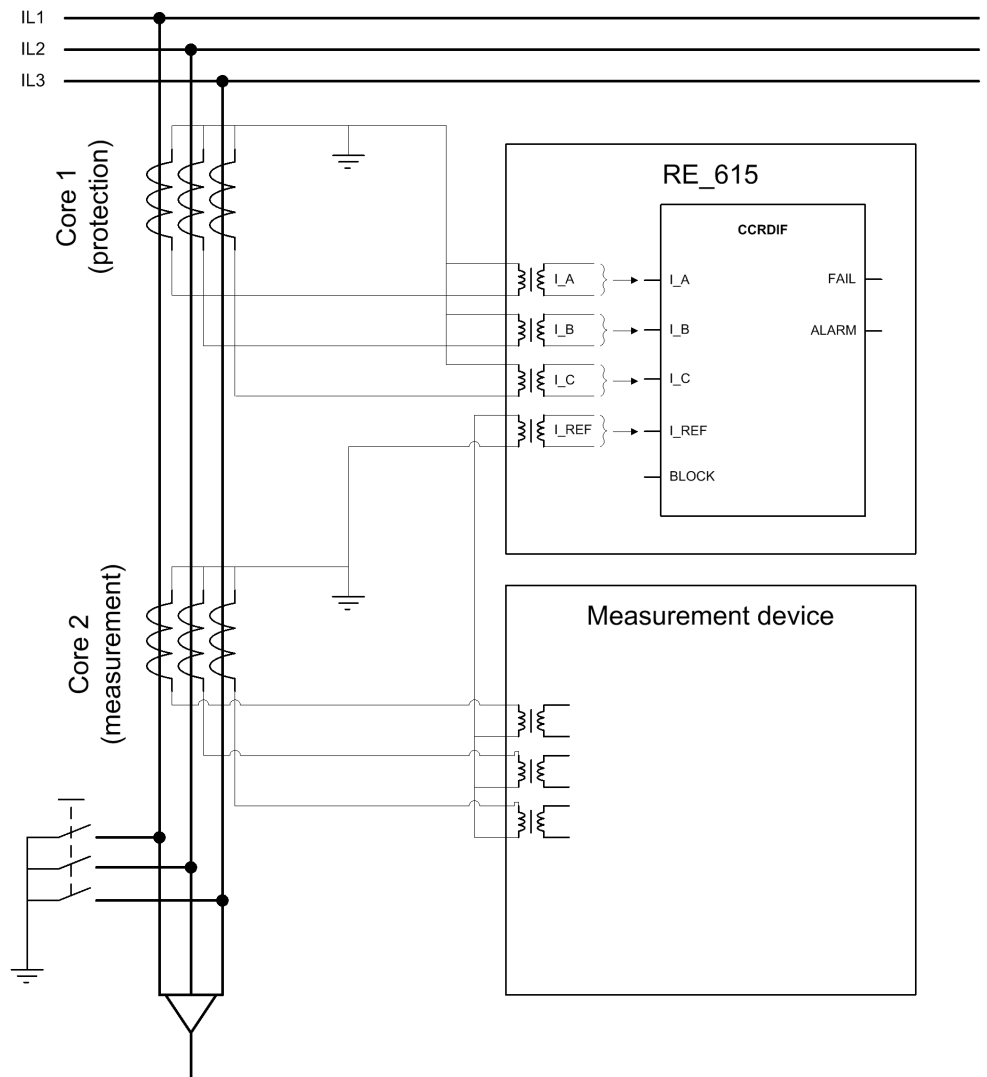 IL1
IL2
IL3
Core 1
(protection)
RE_615
CCRDIF
I_A
I_A
FAIL
I_B
I_B
ALARM
I_C
I_C
I_REF
I_REF
BLOCK
Core 2
(measurement)
Measurement device